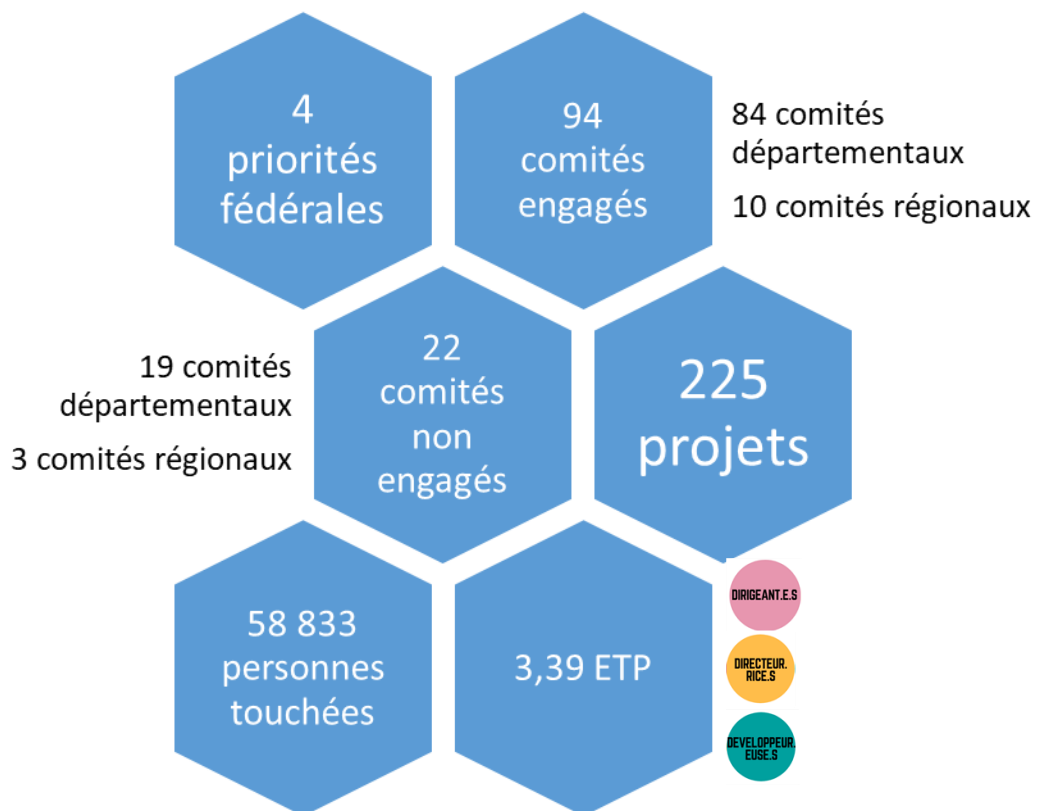 4
priorités
fédérales
94
comités
engagés
84 comités
départementaux
10 comités régionaux
19 comités
départementaux
3 comités régionaux
22
comités
non
engagés
225
projets
58 833
personnes
touchées
3,39 ETP
DIRIGEANT.E.S
DIRECTEUR.
RICE.S
DEVELOPPEUR.
EUSE.S